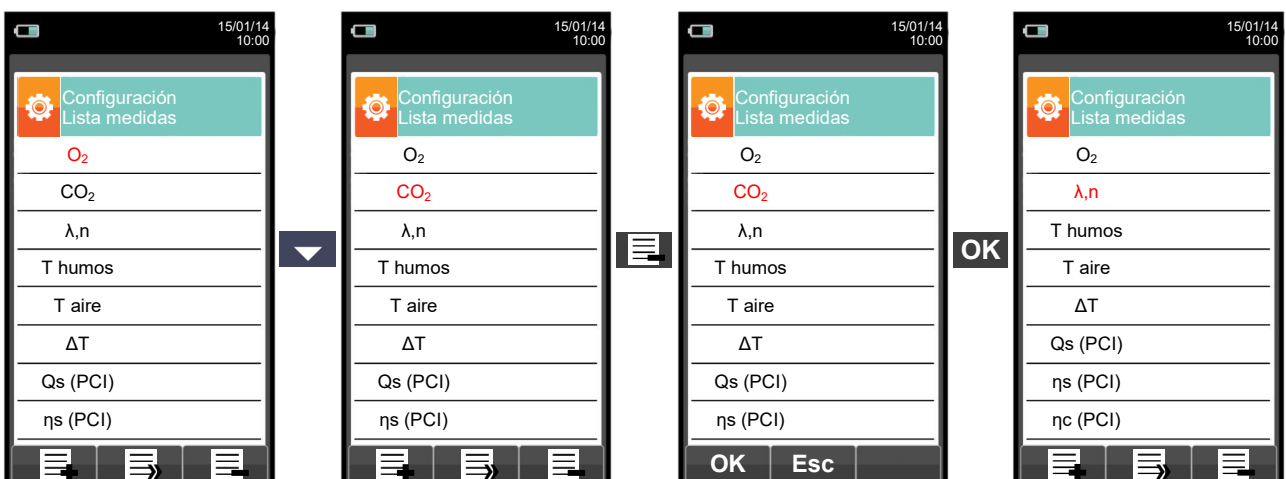 15/01/14
10:00
Configuración
Lista medidas
O₂
CO₂
λ,n
T humos
T aire
ΔT
Qs (PCI)
ηs (PCI)
15/01/14
10:00
Configuración
Lista medidas
O₂
CO₂
λ,n
T humos
T aire
ΔT
Qs (PCI)
ηs (PCI)
15/01/14
10:00
Configuración
Lista medidas
O₂
CO₂
λ,n
T humos
T aire
ΔT
Qs (PCI)
ηs (PCI)
OK Esc
OK
15/01/14
10:00
Configuración
Lista medidas
O₂
λ,n
T humos
T aire
ΔT
Qs (PCI)
ηs (PCI)
ηc (PCI)